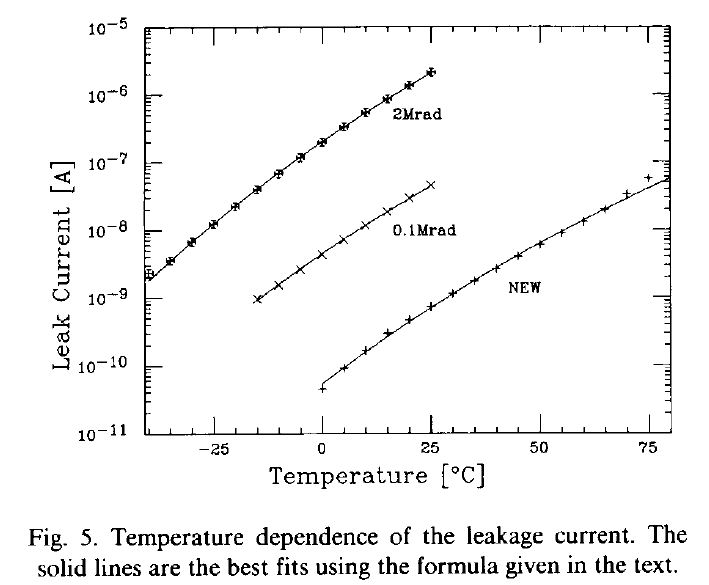 10−5
10−6
10−7
10−8
10−9
10−10
10−11
Leak Current [A]
2Mrad
0.1Mrad
NEW
−25
0
25
50
75
Temperature [°C]
Fig. 5. Temperature dependence of the leakage current. The
solid lines are the best fits using the formula given in the text.